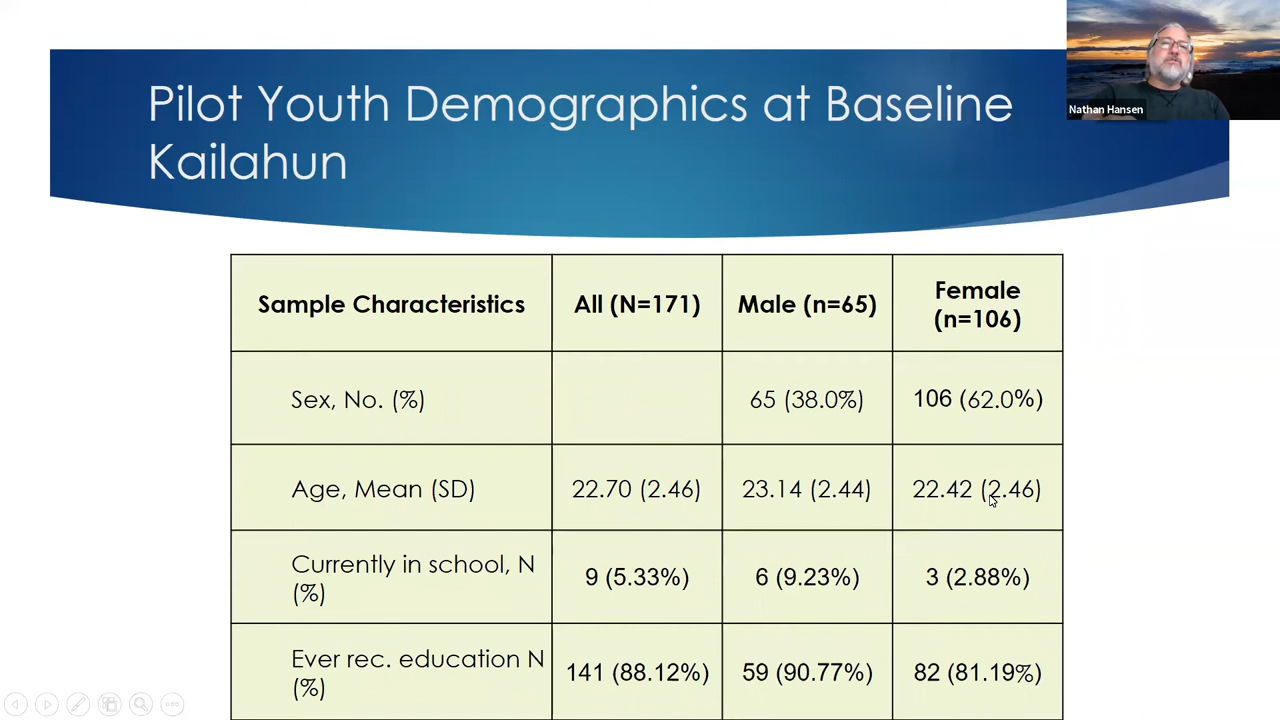 Pilot Youth Demographics at Baseline
Kailahun
Nathan Hansen
Sample Characteristics All (N=171) Male (n=65) Female (n=106)
Sex, No. (%) 65 (38.0%) 106 (62.0%)
Age, Mean (SD) 22.70 (2.46) 23.14 (2.44) 22.42 (2.46)
Currently in school, N (%) 9 (5.33%) 6 (9.23%) 3 (2.88%)
Ever rec. education N (%) 141 (88.12%) 59 (90.77%) 82 (81.19%)